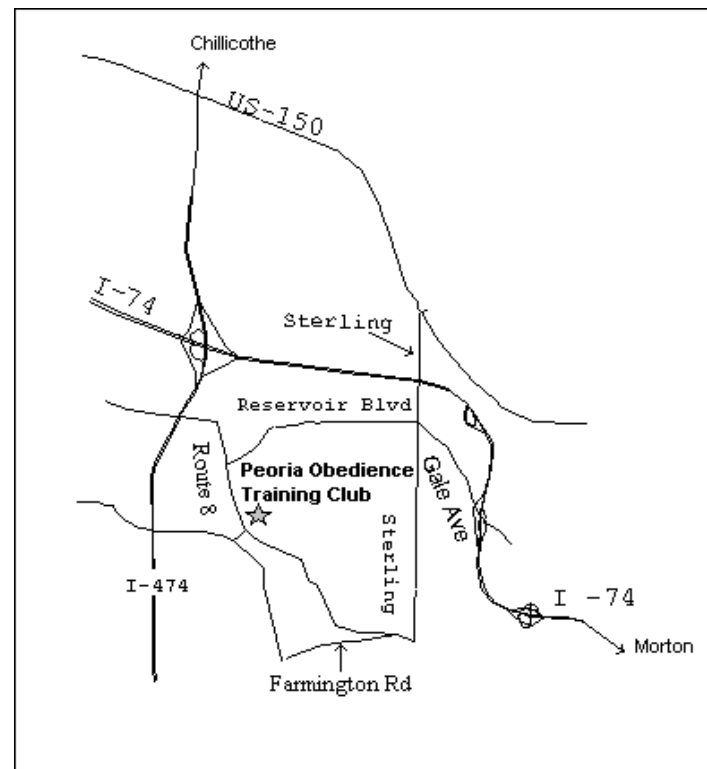 Chillicothe
US-150
I-74
Sterling
Reservoir Blvd
Route 8
Peoria Obedience
Training Club
Gale Ave
Sterling
I-474
I -74
Morton
Farmington Rd